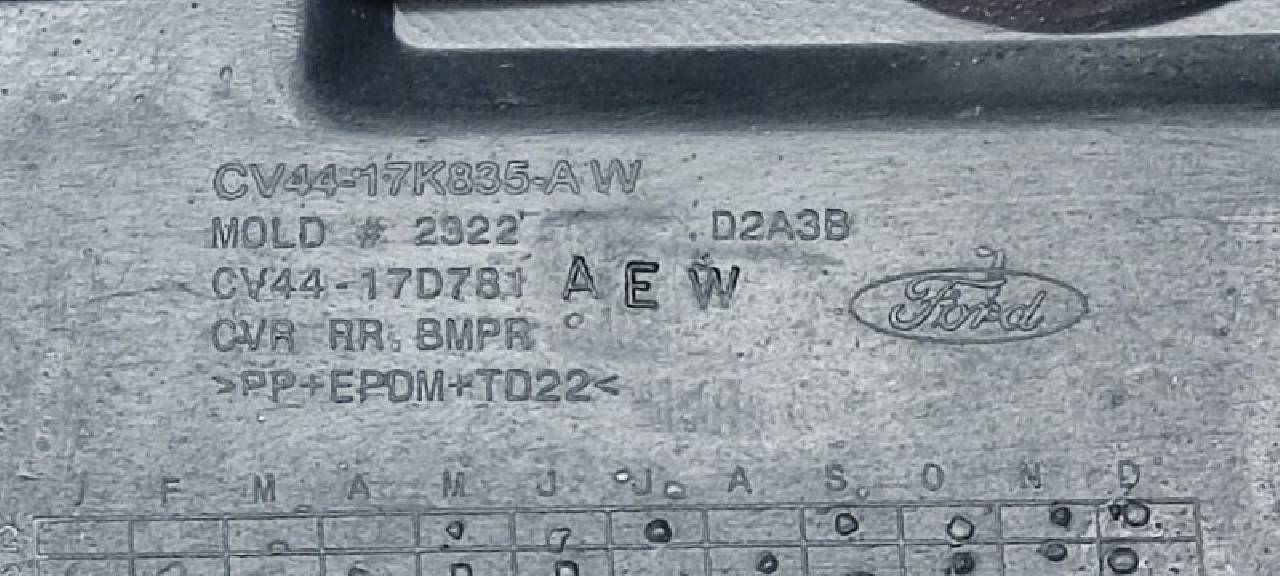 CV44-17K835-AW
MOLD # 2322 D2A3B
CV44-17D781 A E W
Ford
CVR RR. BMPR
>PP+EPDM+TD22<
J F M A M J J A S O N D